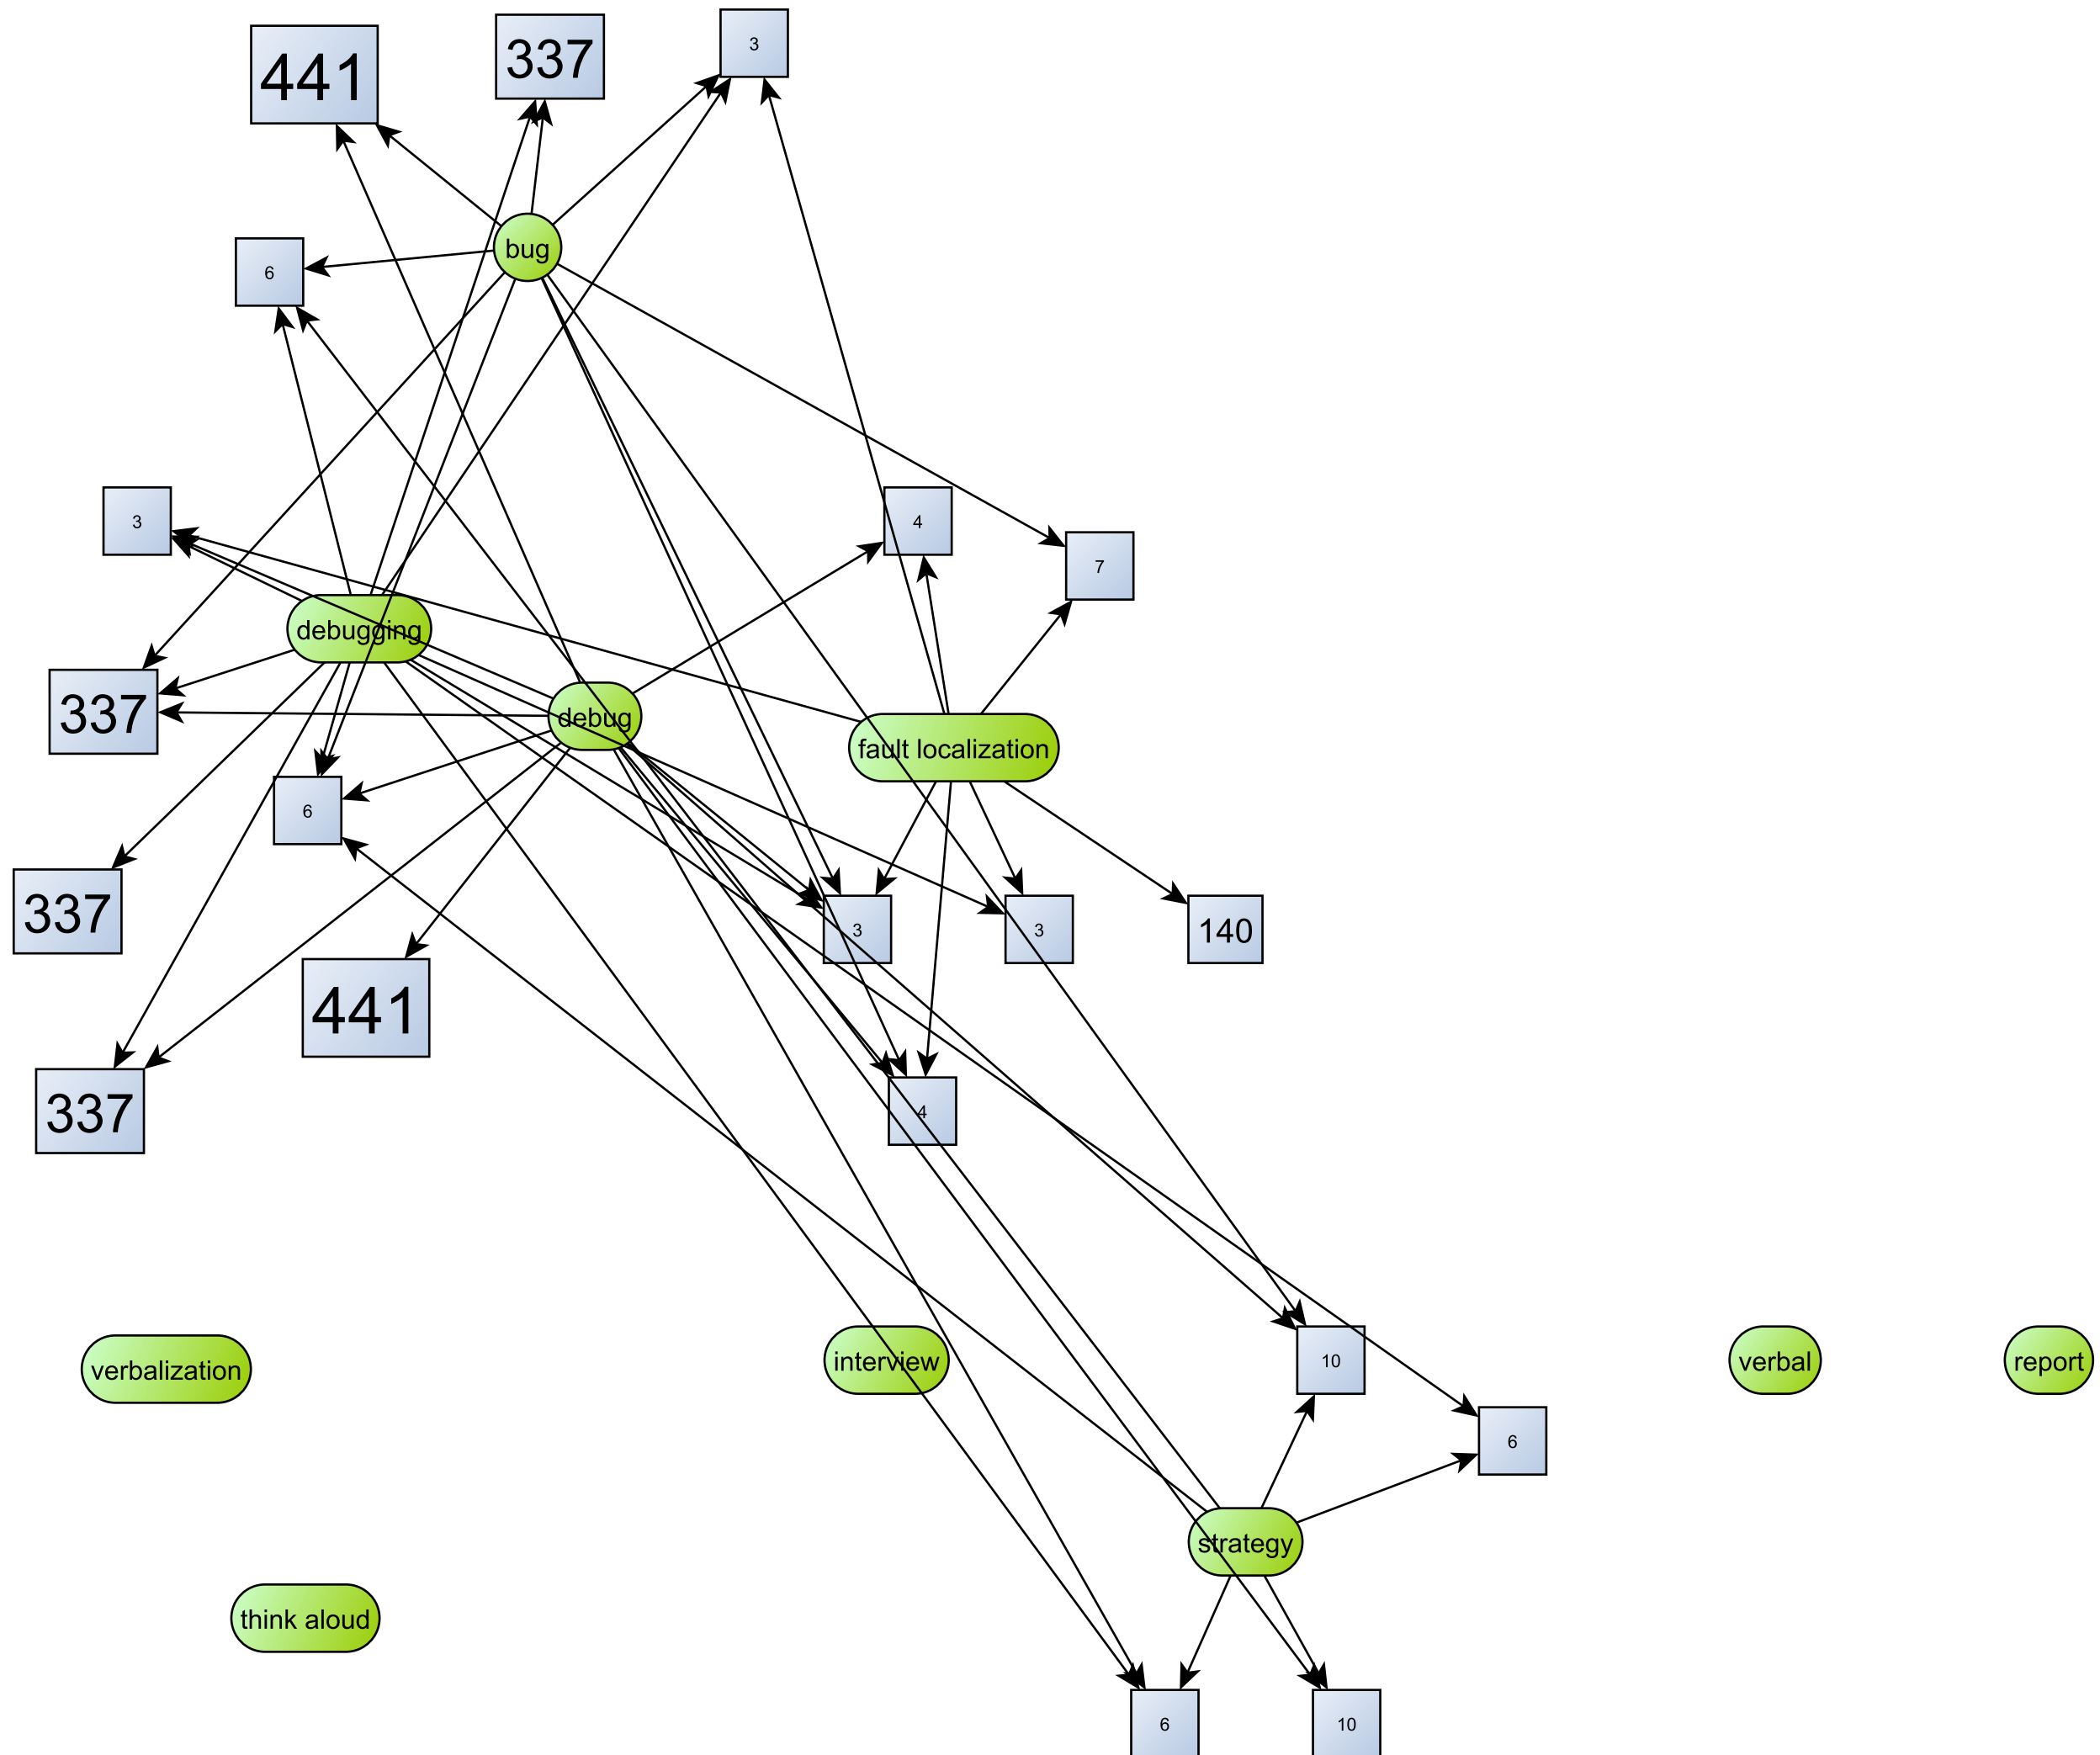 441
337
3
bug
6
3
4
7
debugging
337
debug
fault localization
6
337
3
3
140
441
337
4
verbalization
interview
10
verbal
report
6
strategy
think aloud
6
10